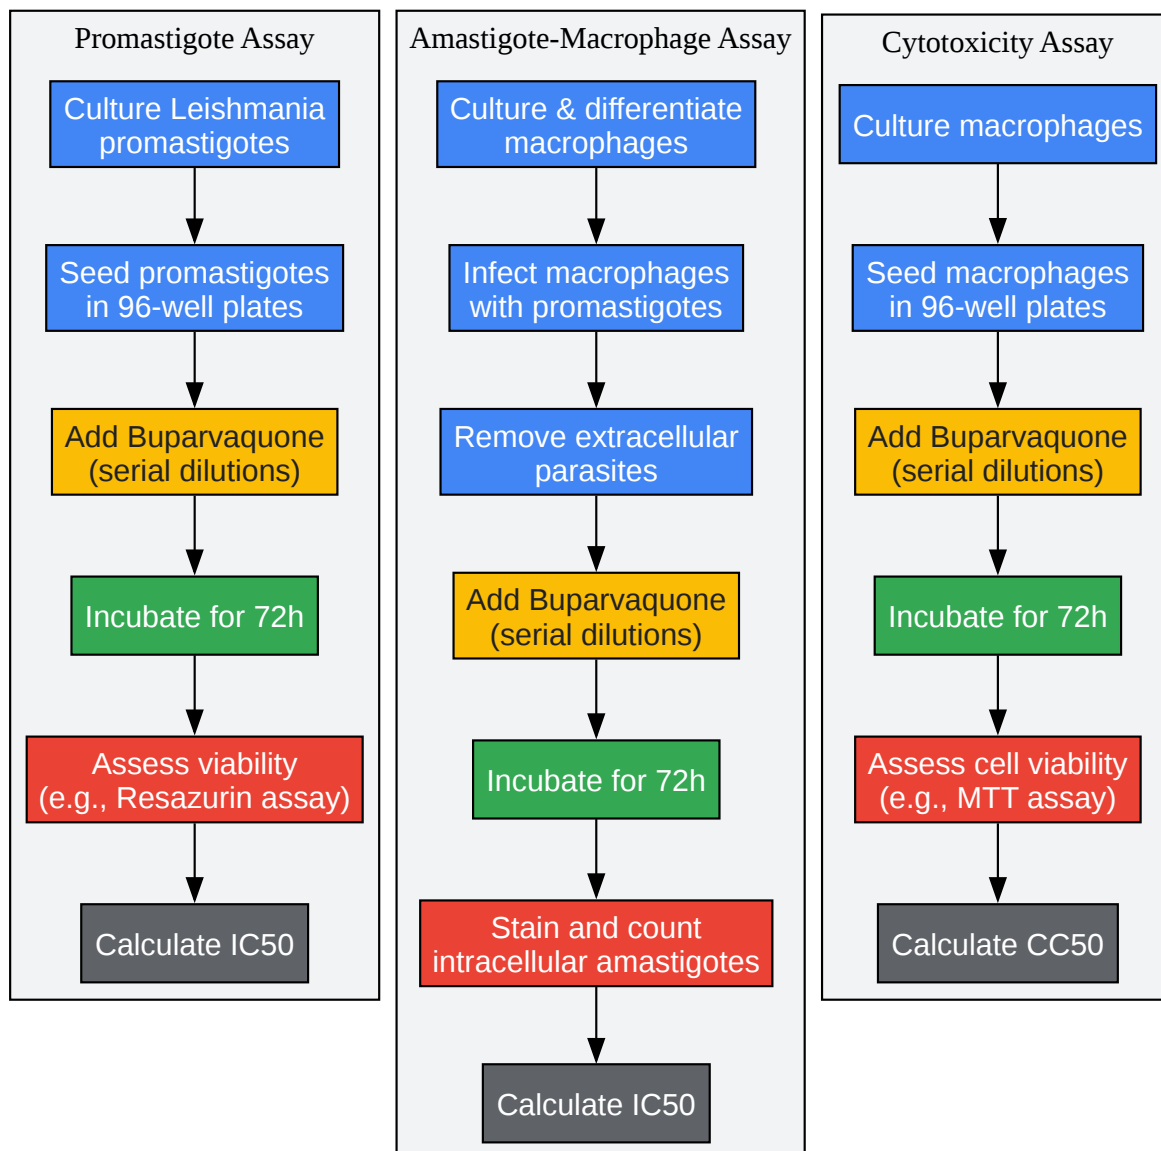 Promastigote Assay
Culture Leishmania
promastigotes
Seed promastigotes
in 96-well plates
Add Buparvaquone
(serial dilutions)
Incubate for 72h
Assess viability
(e.g., Resazurin assay)
Calculate IC50
Amastigote-Macrophage Assay
Culture & differentiate
macrophages
Infect macrophages
with promastigotes
Remove extracellular
parasites
Add Buparvaquone
(serial dilutions)
Incubate for 72h
Stain and count
intracellular amastigotes
Calculate IC50
Cytotoxicity Assay
Culture macrophages
Seed macrophages
in 96-well plates
Add Buparvaquone
(serial dilutions)
Incubate for 72h
Assess cell viability
(e.g., MTT assay)
Calculate CC50